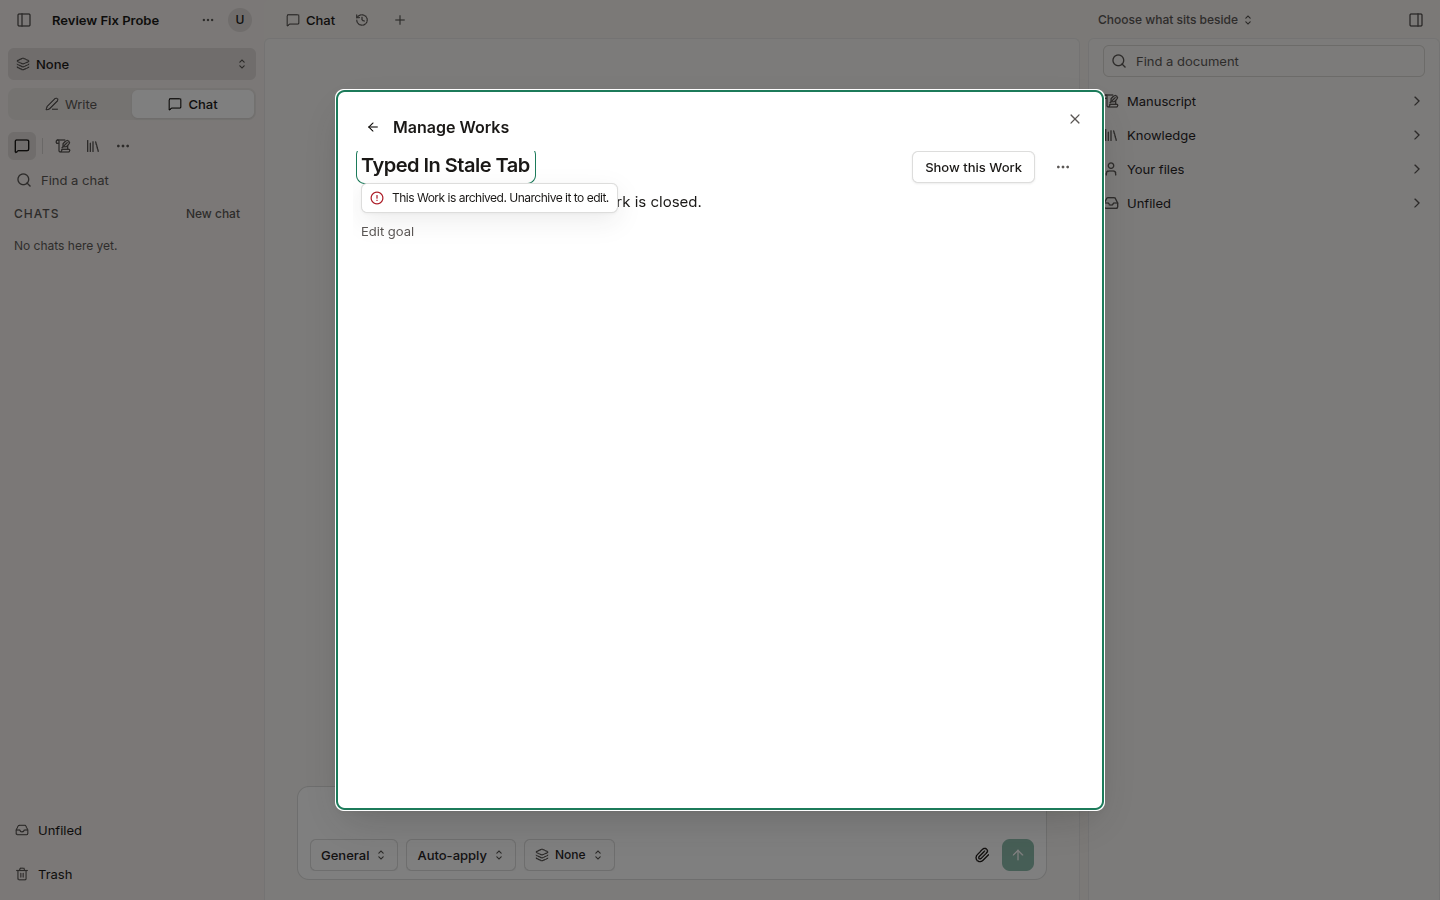 Review Fix Probe
U
Chat
Choose what sits beside
None
Write
Chat
Find a chat
CHATS
New chat
No chats here yet.
Unfiled
Trash
Manage Works
Typed In Stale Tab
Show this Work
This Work is archived. Unarchive it to edit.
rk is closed.
Edit goal
General
Auto-apply
None
Find a document
Manuscript
Knowledge
Your files
Unfiled